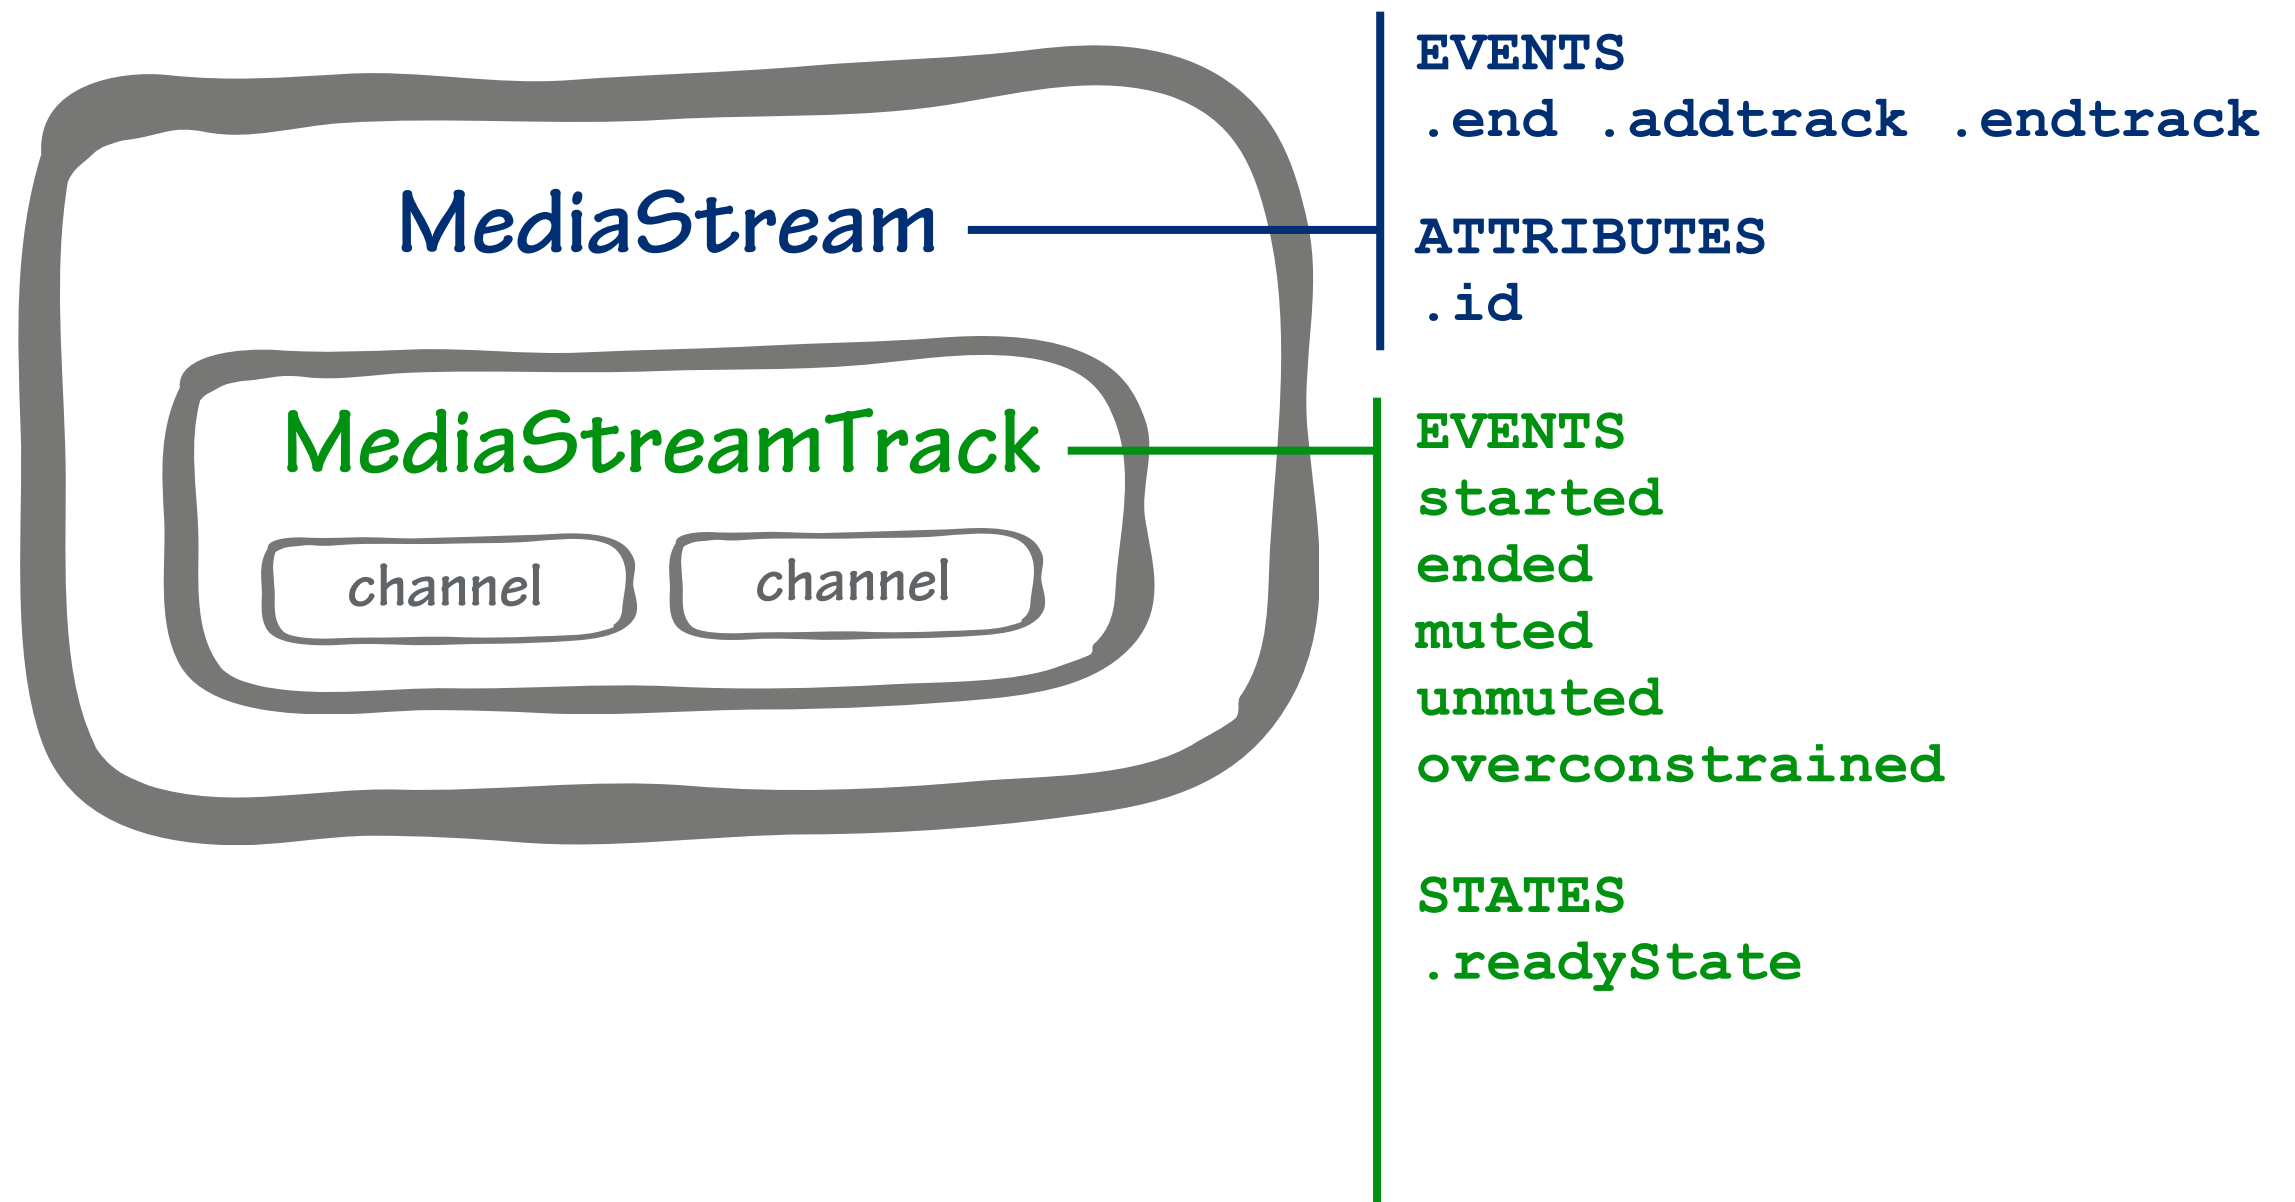 MediaStream
MediaStreamTrack
channel channel
EVENTS
.end .addtrack .endtrack
ATTRIBUTES
.id
EVENTS
started
ended
muted
unmuted
overconstrained
STATES
.readyState